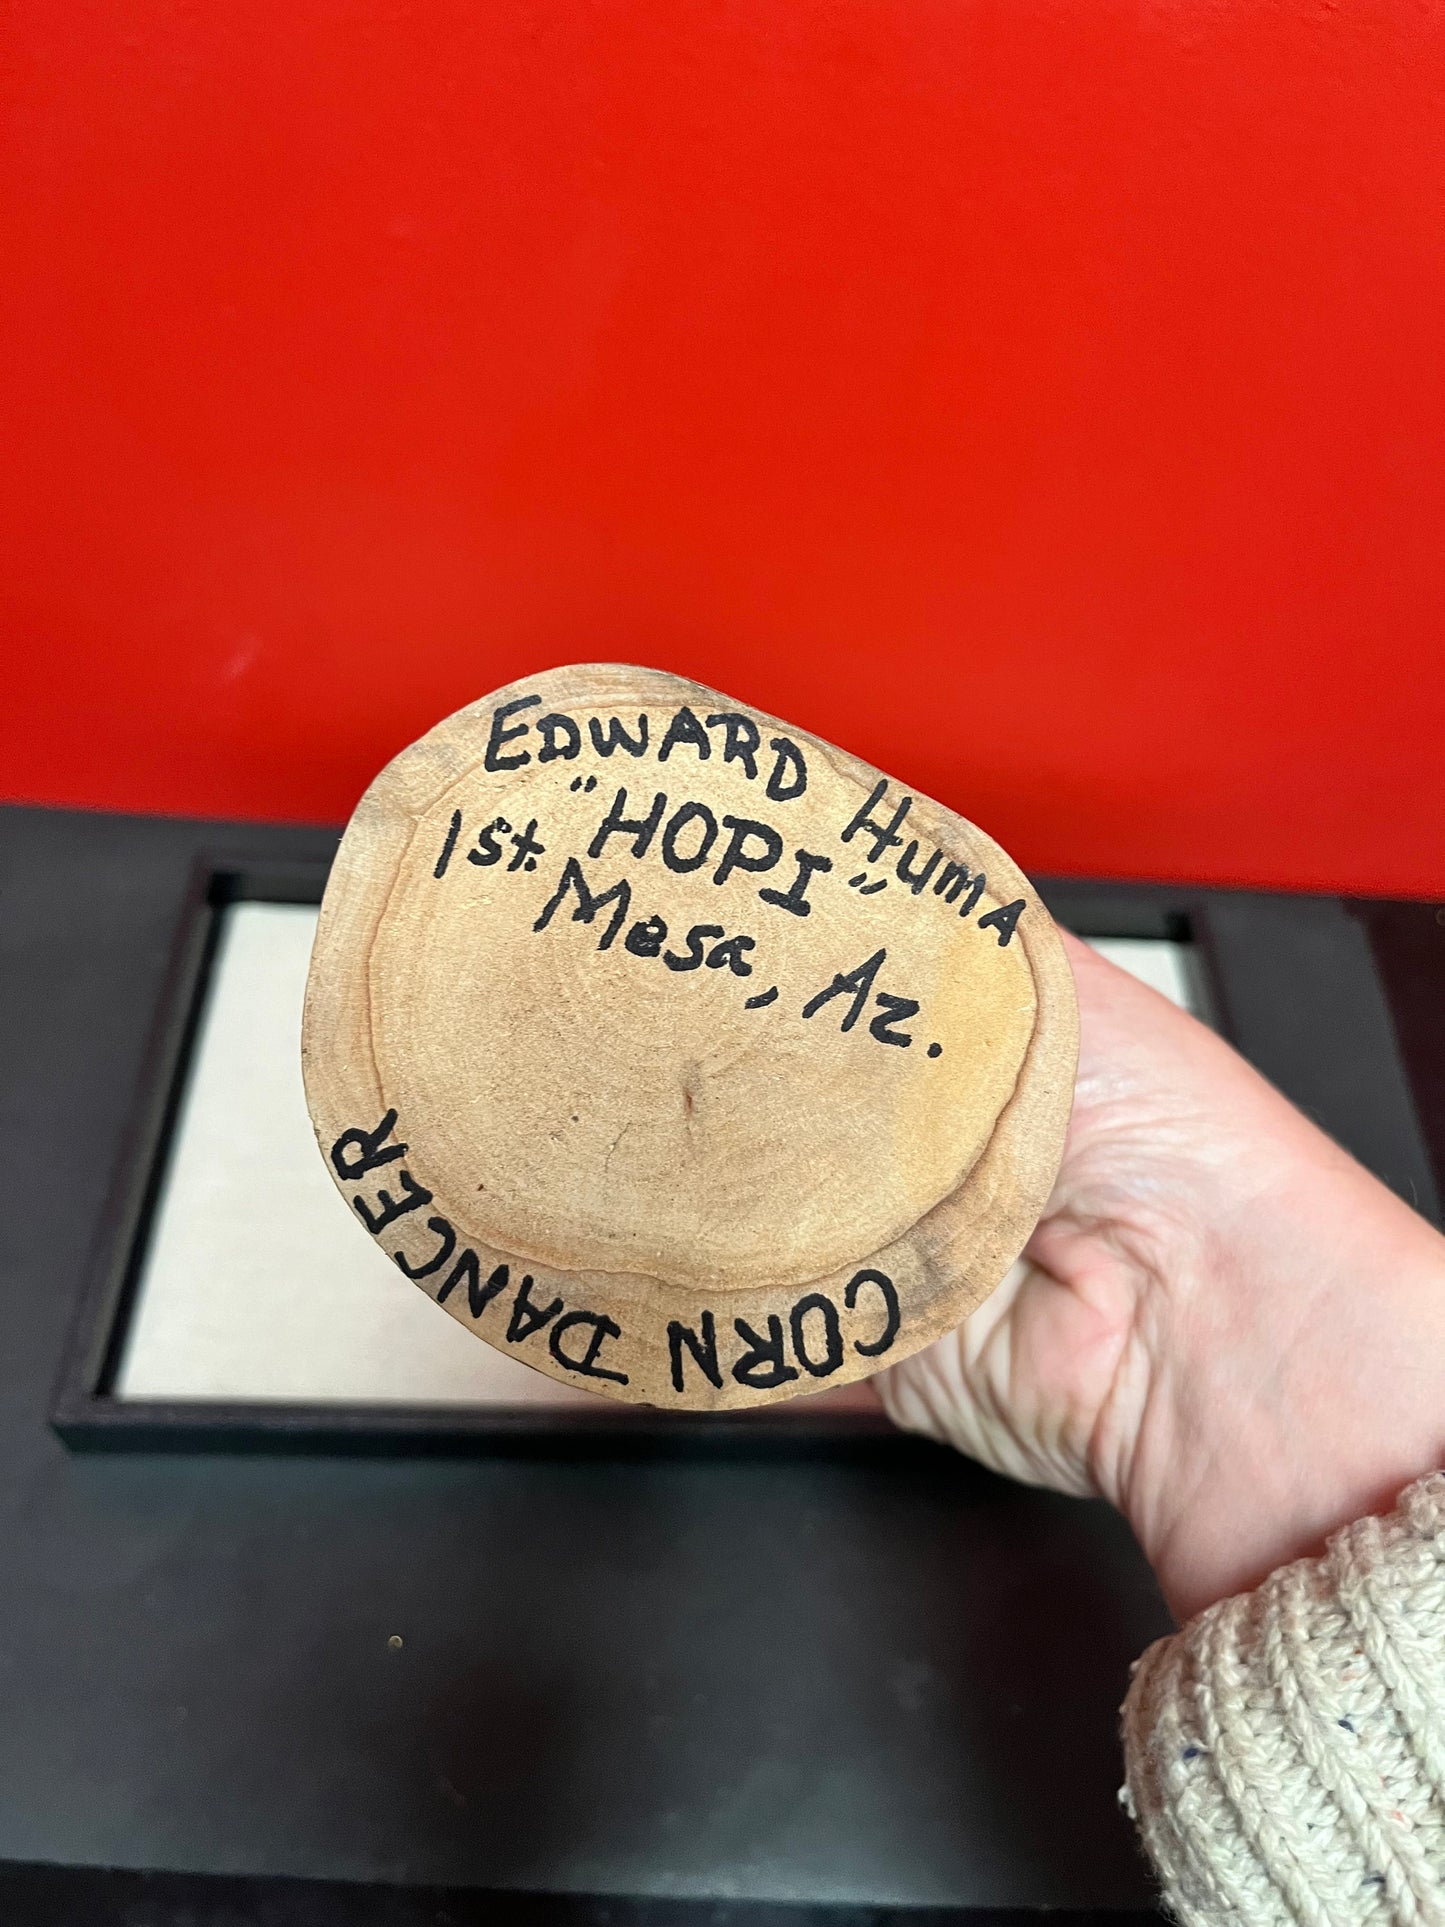 EDWARD HumA
"HOPI"
1st. Mesa, Az.
CORN DANCER